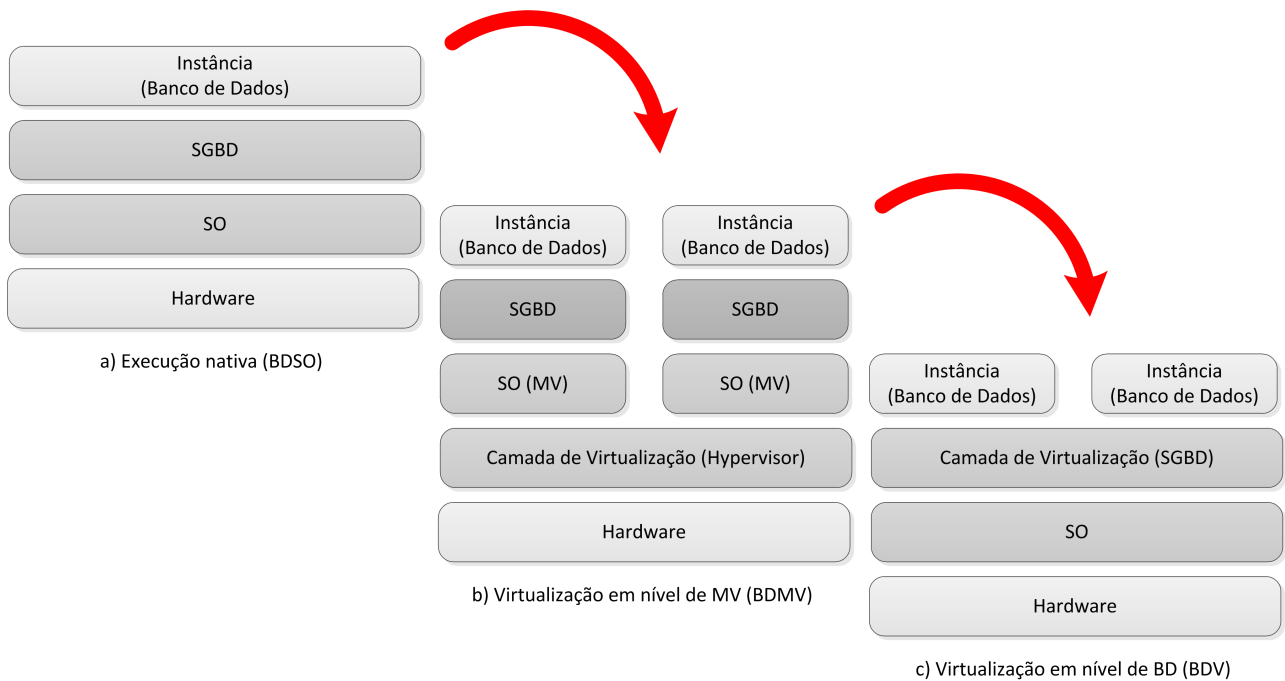 Instância
(Banco de Dados)
SGBD
SO
Hardware
a) Execução nativa (BDSO)
Instância
(Banco de Dados)
Instância
(Banco de Dados)
SGBD
SGBD
SO (MV)
SO (MV)
Camada de Virtualização (Hypervisor)
Hardware
b) Virtualização em nível de MV (BDMV)
Instância
(Banco de Dados)
Instância
(Banco de Dados)
Camada de Virtualização (SGBD)
SO
Hardware
c) Virtualização em nível de BD (BDV)